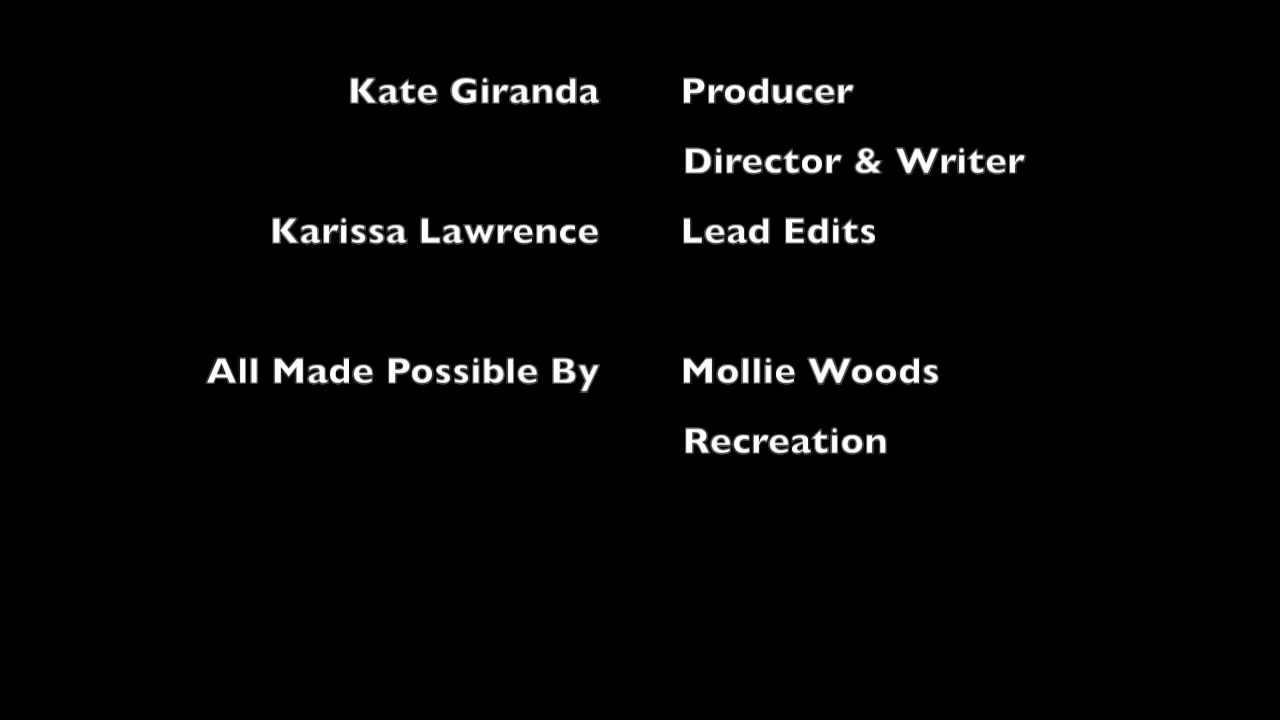 Kate Giranda Producer
Director & Writer
Karissa Lawrence Lead Edits
All Made Possible By Mollie Woods
Recreation